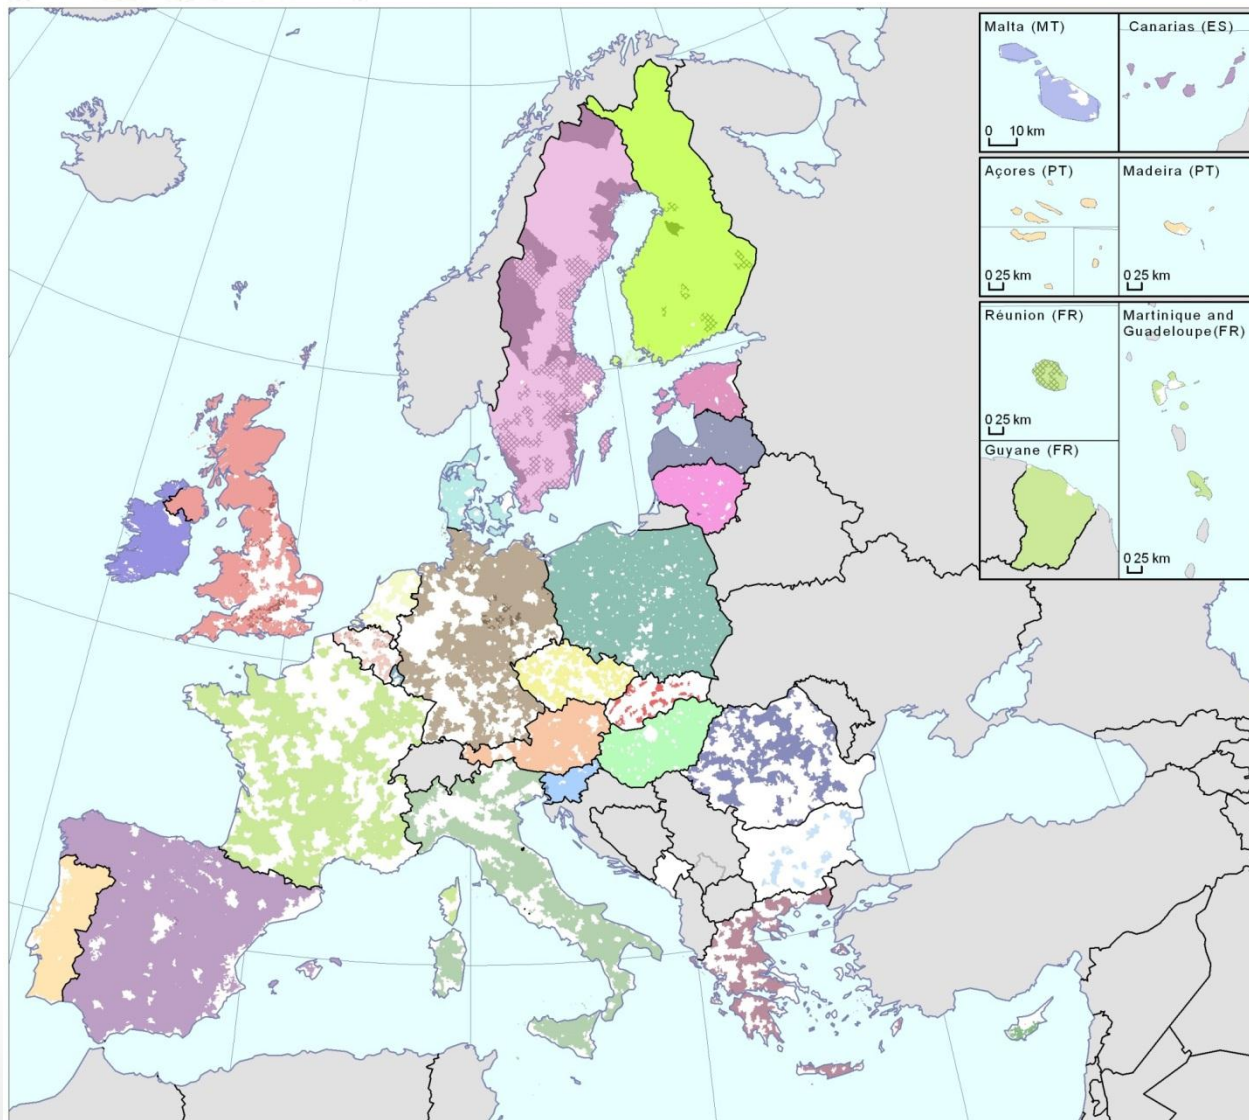 Malta (MT)
Canarias (ES)
0 10 km
Açores (PT)
Madeira (PT)
0 25 km
0 25 km
Réunion (FR)
Martinique and
Guadeloupe(FR)
0 25 km
Guyane (FR)
0 25 km